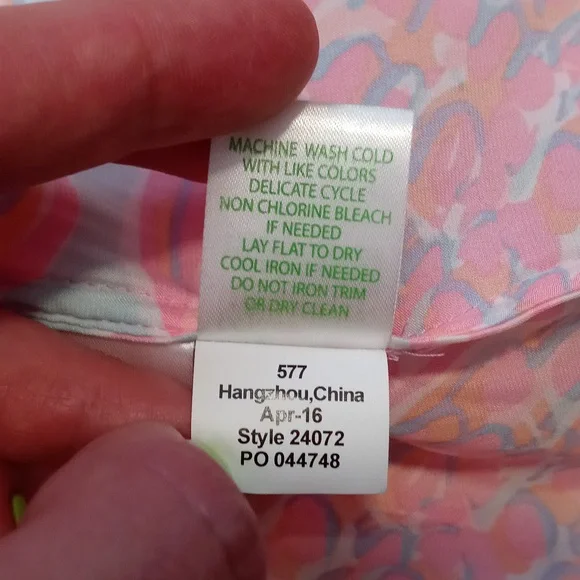 MACHINE WASH COLD
WITH LIKE COLORS
DELICATE CYCLE
NON CHLORINE BLEACH
IF NEEDED
LAY FLAT TO DRY
COOL IRON IF NEEDED
DO NOT IRON TRIM
OR DRY CLEAN
577
Hangzhou,China
Apr-16
Style 24072
PO 044748